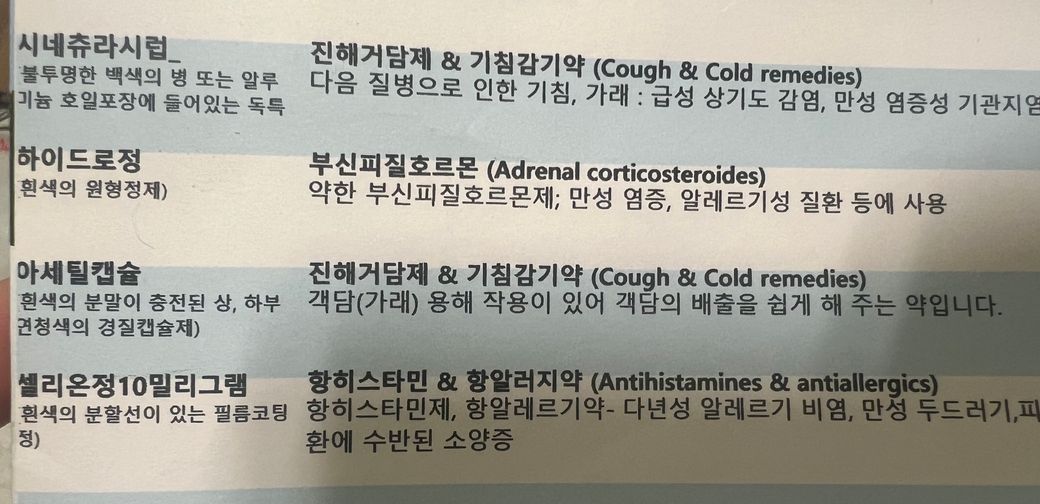 시네츄라시럽_
불투명한 백색의 병 또는 알루
미늄 호일포장에 들어있는 독특
진해거담제 & 기침감기약 (Cough & Cold remedies)
다음 질병으로 인한 기침, 가래 : 급성 상기도 감염, 만성 염증성 기관지염
하이드로정
흰색의 원형정제)
부신피질호르몬 (Adrenal corticosteroides)
약한 부신피질호르몬제; 만성 염증, 알레르기성 질환 등에 사용
아세틸캡슐
흰색의 분말이 충전된 상, 하부
연청색의 경질캡슐제)
진해거담제 & 기침감기약 (Cough & Cold remedies)
객담(가래) 용해 작용이 있어 객담의 배출을 쉽게 해 주는 약입니다.
셀리온정10밀리그램
흰색의 분할선이 있는 필름코팅
정)
항히스타민 & 항알러지약 (Antihistamines & antiallergics)
항히스타민제, 항알레르기약- 다년성 알레르기 비염, 만성 두드러기,피
환에 수반된 소양증